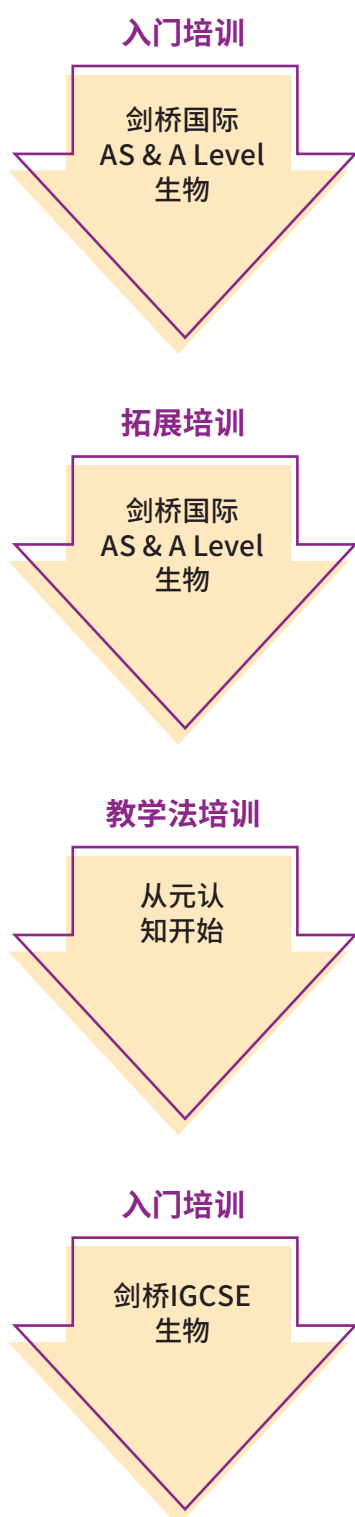 入门培训
剑桥国际
AS & A Level
生物
拓展培训
剑桥国际
AS & A Level
生物
教学法培训
从元认
知开始
入门培训
剑桥IGCSE
生物